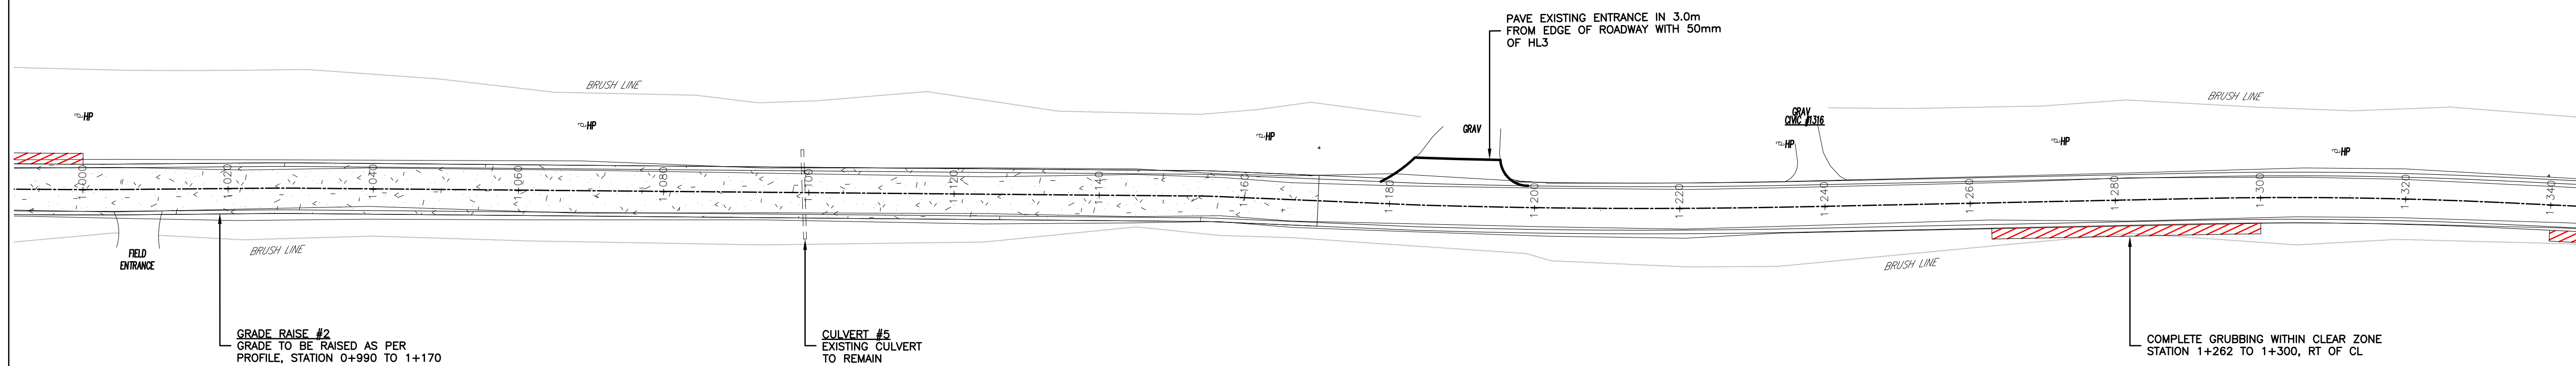 PAVE EXISTING ENTRANCE IN 3.0m
FROM EDGE OF ROADWAY WITH 50mm
OF HL3
BRUSH LINE
BRUSH LINE
HP
HP
HP
GRAV
GRAV
CIVIC #1316
HP
HP
HP
1+000
1+020
1+040
1+060
1+080
1+100
1+120
1+140
1+160
1+180
1+200
1+220
1+240
1+260
1+280
1+300
1+320
1+340
FIELD
ENTRANCE
BRUSH LINE
BRUSH LINE
GRADE RAISE #2
GRADE TO BE RAISED AS PER
PROFILE, STATION 0+990 TO 1+170
CULVERT #5
EXISTING CULVERT
TO REMAIN
COMPLETE GRUBBING WITHIN CLEAR ZONE
STATION 1+262 TO 1+300, RT OF CL